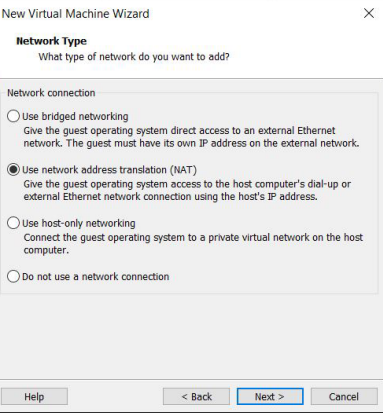 New Virtual Machine Wizard
Network Type
What type of network do you want to add?
Network connection
Use bridged networking
Give the guest operating system direct access to an external Ethernet
network. The guest must have its own IP address on the external network.
Use network address translation (NAT)
Give the guest operating system access to the host computer's dial-up or
external Ethernet network connection using the host's IP address.
Use host-only networking
Connect the guest operating system to a private virtual network on the host
computer.
Do not use a network connection
Help
< Back
Next >
Cancel